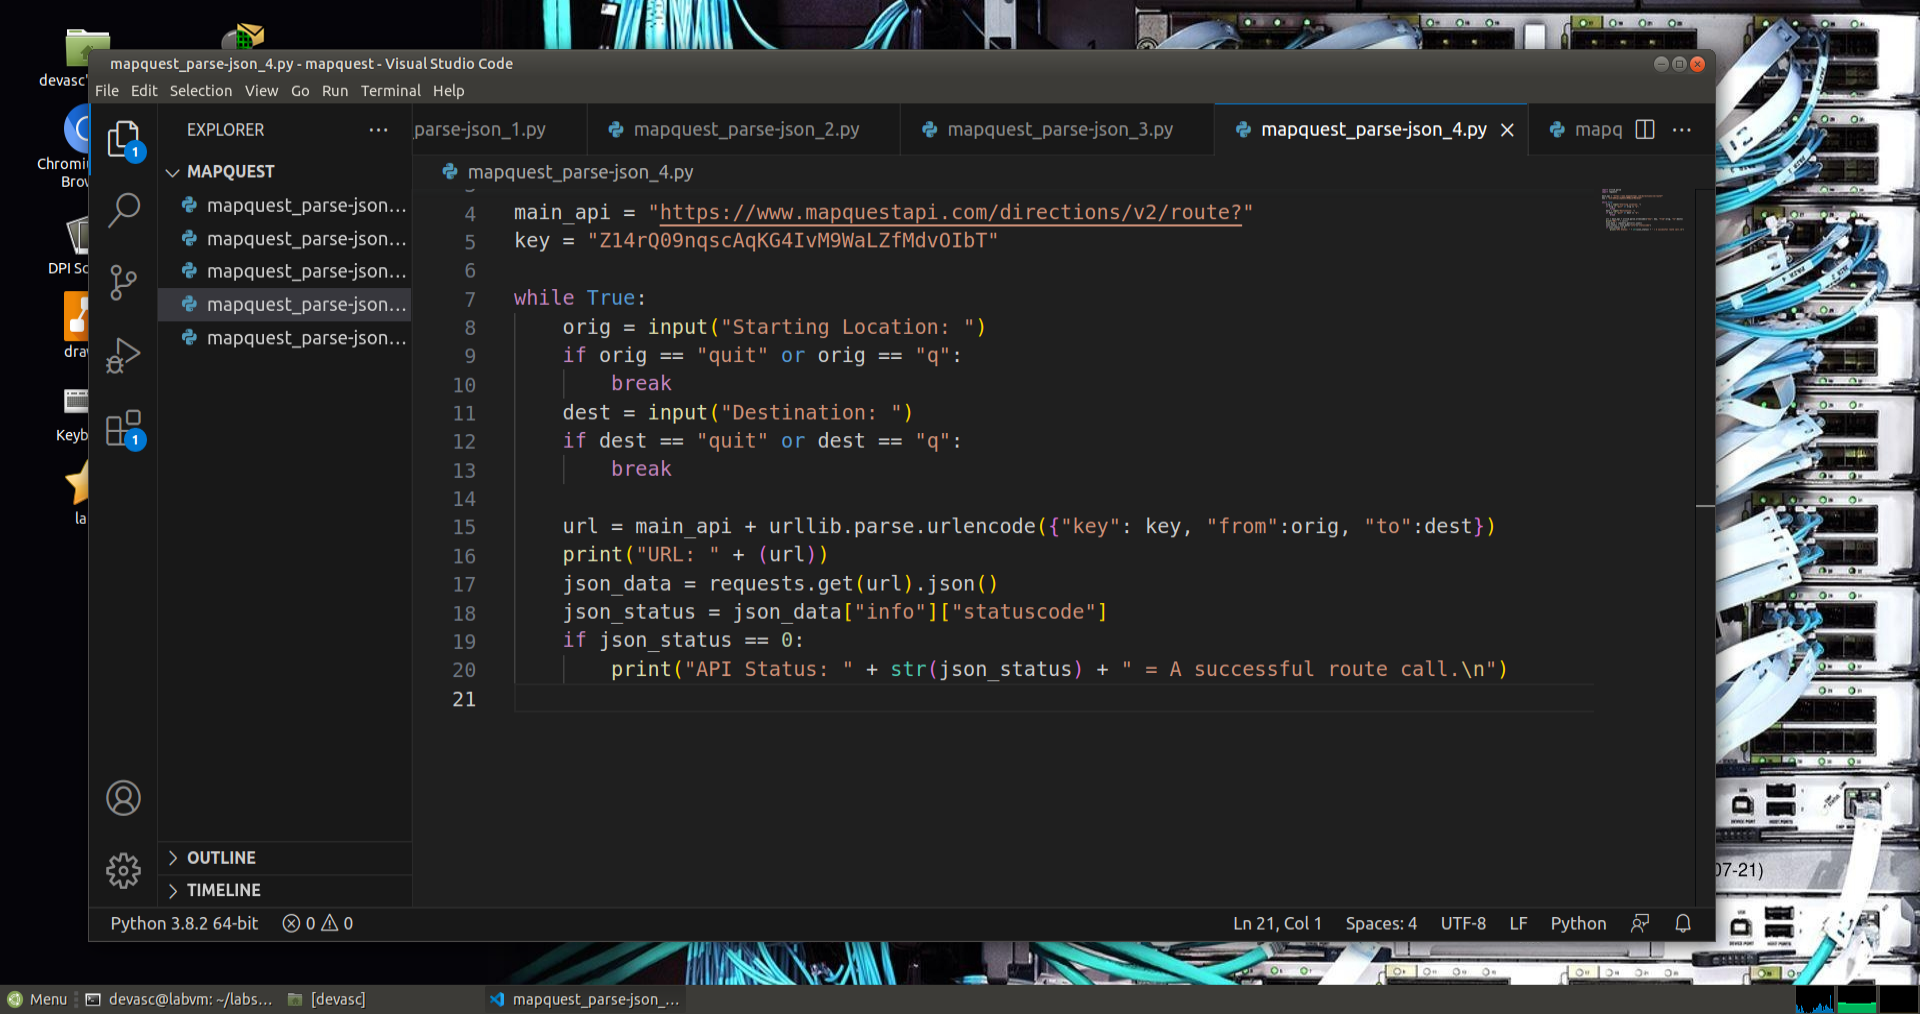 devasc'
Chromi
Brow
DPI Sc
draw
Keyb
la
mapquest_parse-json_4.py - mapquest - Visual Studio Code
File Edit Selection View Go Run Terminal Help
EXPLORER
MAPQUEST
mapquest_parse-json...
mapquest_parse-json...
mapquest_parse-json...
mapquest_parse-json...
mapquest_parse-json...
OUTLINE
TIMELINE
1
1
parse-json_1.py mapquest_parse-json_2.py mapquest_parse-json_3.py mapquest_parse-json_4.py mapq
mapquest_parse-json_4.py
4 main_api = "https://www.mapquestapi.com/directions/v2/route?"
5 key = "Z14rQ09nqscAqKG4IvM9WaLZfMdvOIbT"
6
7 while True:
8     orig = input("Starting Location: ")
9     if orig == "quit" or orig == "q":
10         break
11     dest = input("Destination: ")
12     if dest == "quit" or dest == "q":
13         break
14
15     url = main_api + urllib.parse.urlencode({"key": key, "from":orig, "to":dest})
16     print("URL: " + (url))
17     json_data = requests.get(url).json()
18     json_status = json_data["info"]["statuscode"]
19     if json_status == 0:
20         print("API Status: " + str(json_status) + " = A successful route call.\n")
21
Python 3.8.2 64-bit 0 0 Ln 21, Col 1 Spaces: 4 UTF-8 LF Python
07-21)
Menu devasc@labvm: ~/labs... [devasc] mapquest_parse-json_...